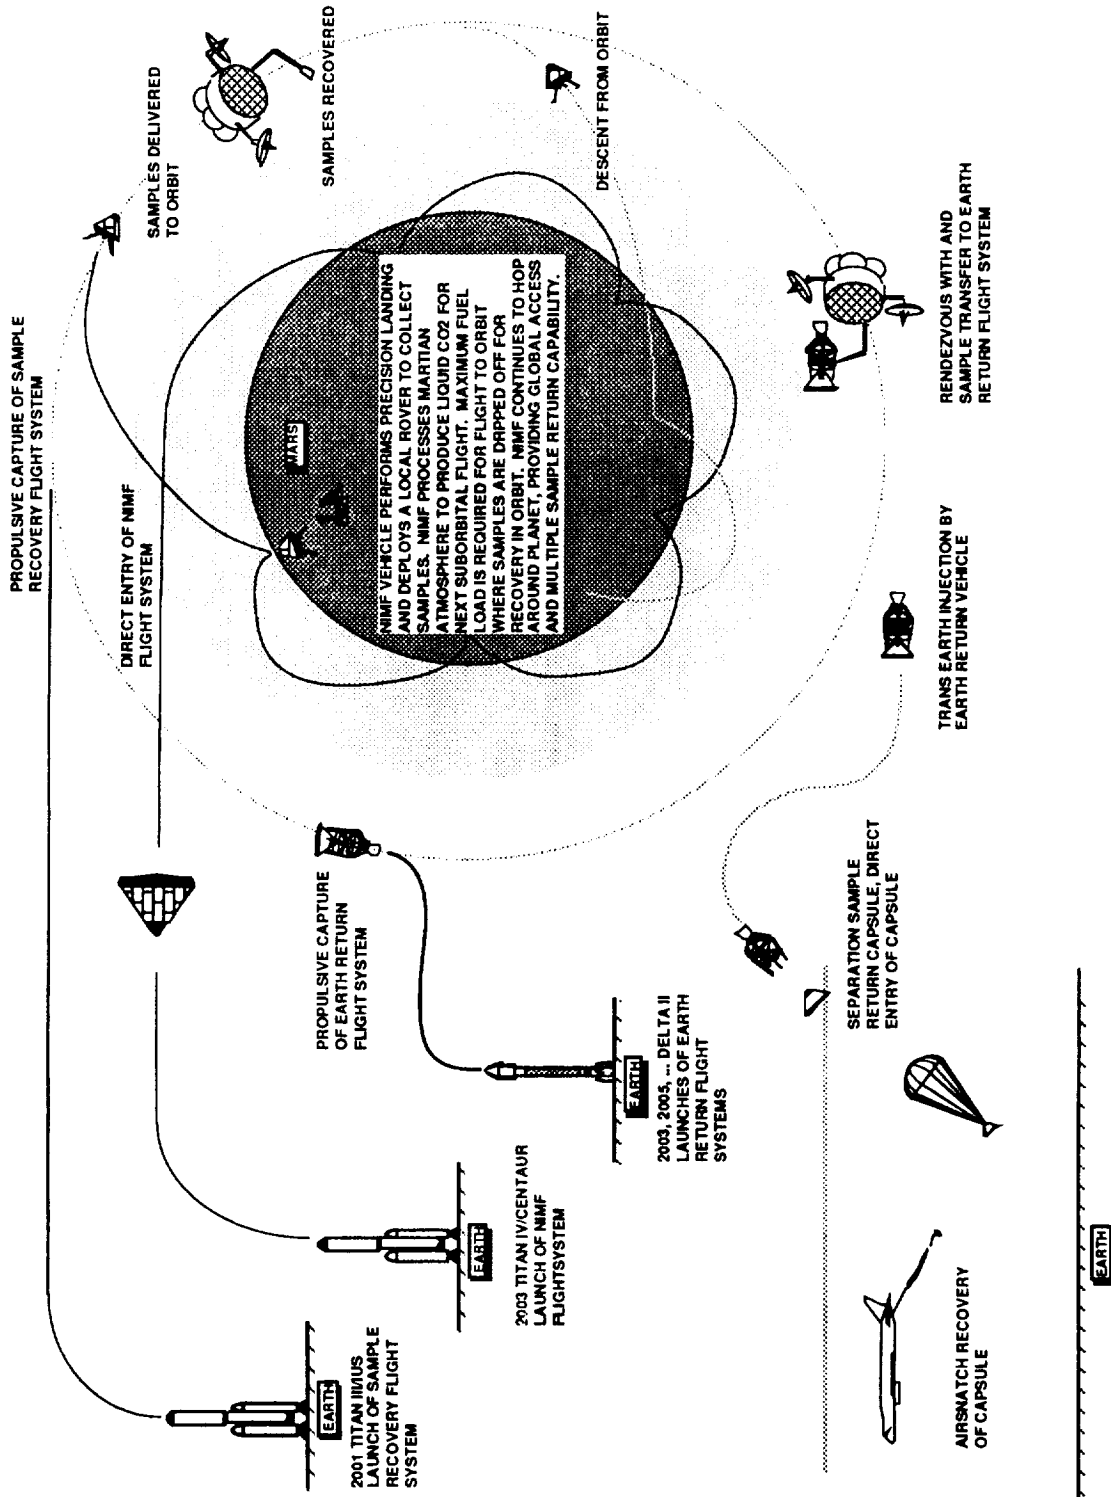 PROPULSIVE CAPTURE OF SAMPLE
RECOVERY FLIGHT SYSTEM
DIRECT ENTRY OF NIMF
FLIGHT SYSTEM
SAMPLES DELIVERED
TO ORBIT
SAMPLES RECOVERED
MARS
NIMF VEHICLE PERFORMS PRECISION LANDING
AND DEPLOYS A LOCAL ROVER TO COLLECT
SAMPLES. NIMF PROCESSES MARTIAN
ATMOSPHERE TO PRODUCE LIQUID CO2 FOR
NEXT SUBORBITAL FLIGHT. MAXIMUM FUEL
LOAD IS REQUIRED FOR FLIGHT TO ORBIT
WHERE SAMPLES ARE DRPPED OFF FOR
RECOVERY IN ORBIT. NIMF CONTINUES TO HOP
AROUND PLANET, PROVIDING GLOBAL ACCESS
AND MULTIPLE SAMPLE RETURN CAPABILITY.
DESCENT FROM ORBIT
PROPULSIVE CAPTURE
OF EARTH RETURN
FLIGHT SYSTEM
EARTH
2001 TITAN III/IUS
LAUNCH OF SAMPLE
RECOVERY FLIGHT
SYSTEM
EARTH
2003 TITAN IV/CENTAUR
LAUNCH OF NIMF
FLIGHTSYSTEM
EARTH
2003, 2005, ... DELTA II
LAUNCHES OF EARTH
RETURN FLIGHT
SYSTEMS
RENDEZVOUS WITH AND
SAMPLE TRANSFER TO EARTH
RETURN FLIGHT SYSTEM
TRANS EARTH INJECTION BY
EARTH RETURN VEHICLE
SEPARATION SAMPLE
RETURN CAPSULE, DIRECT
ENTRY OF CAPSULE
AIRSNATCH RECOVERY
OF CAPSULE
EARTH